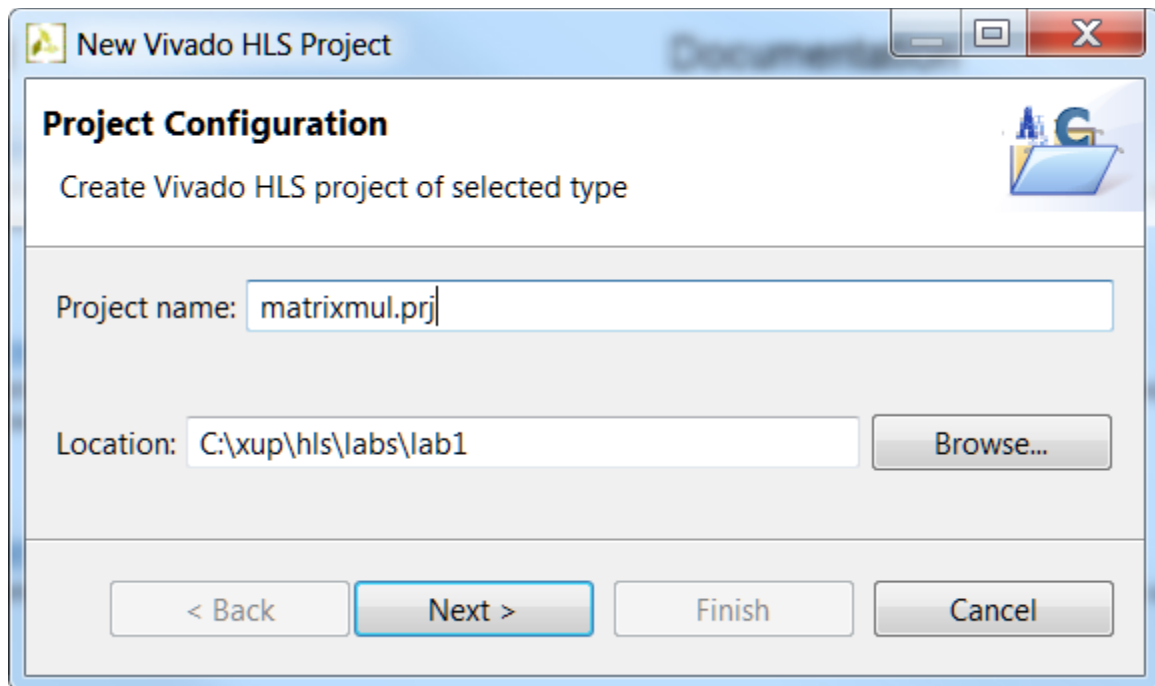 New Vivado HLS Project
Documentation
Project Configuration
Create Vivado HLS project of selected type
Project name: matrixmul.prj
Location: C:\xup\hls\labs\lab1 Browse...
< Back Next > Finish Cancel